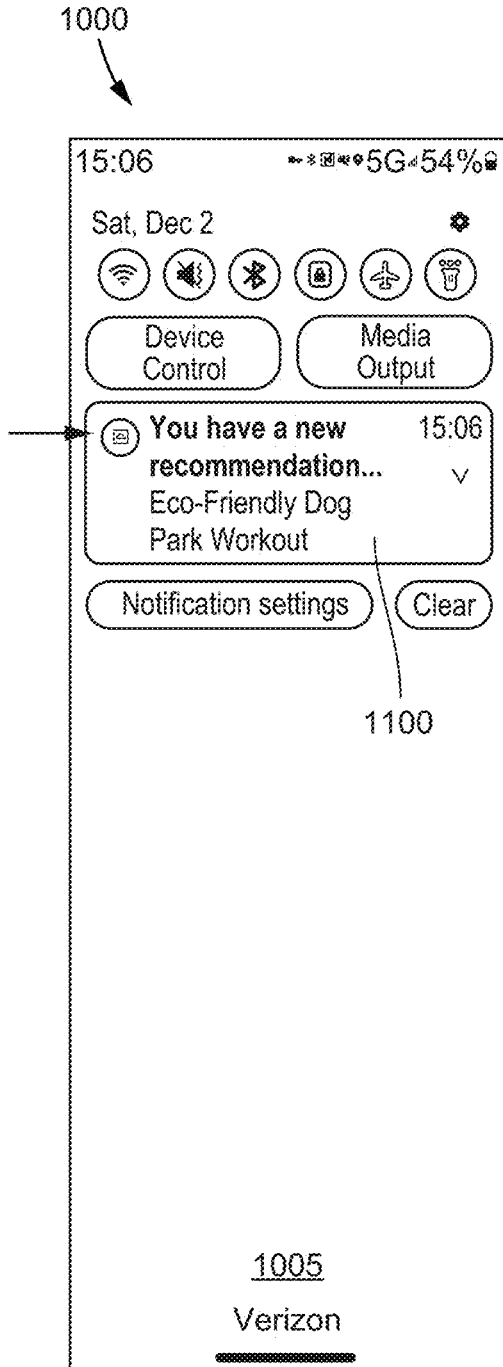 1000
15:06 5G 54%
Sat, Dec 2
Device Control
Media Output
You have a new 15:06
recommendation...
Eco-Friendly Dog
Park Workout
Notification settings Clear
1100
1005
Verizon